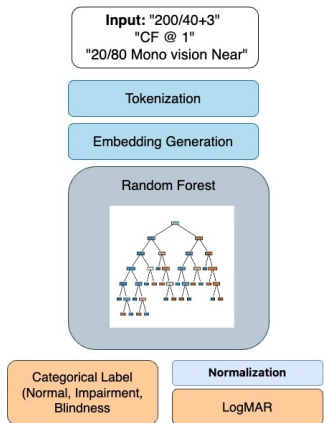 Input: "200/40+3"
"CF @ 1"
"20/80 Mono vision Near"
Tokenization
Embedding Generation
Random Forest
Categorical Label
(Normal, Impairment,
Blindness
Normalization
LogMAR